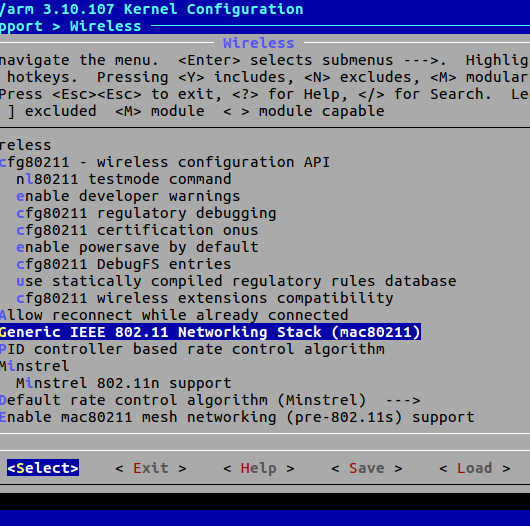 /arm 3.10.107 Kernel Configuration
pport > Wireless
Wireless
navigate the menu.  <Enter> selects submenus --->.  Highlig
hotkeys.  Pressing <Y> includes, <N> excludes, <M> modular
Press <Esc><Esc> to exit, <?> for Help, </> for Search.  Le
] excluded  <M> module  < > module capable
reless
cfg80211 - wireless configuration API
nl80211 testmode command
enable developer warnings
cfg80211 regulatory debugging
cfg80211 certification onus
enable powersave by default
cfg80211 DebugFS entries
use statically compiled regulatory rules database
cfg80211 wireless extensions compatibility
Allow reconnect while already connected
Generic IEEE 802.11 Networking Stack (mac80211)
PID controller based rate control algorithm
Minstrel
Minstrel 802.11n support
Default rate control algorithm (Minstrel)  --->
Enable mac80211 mesh networking (pre-802.11s) support
<Select>    < Exit >    < Help >    < Save >    < Load >